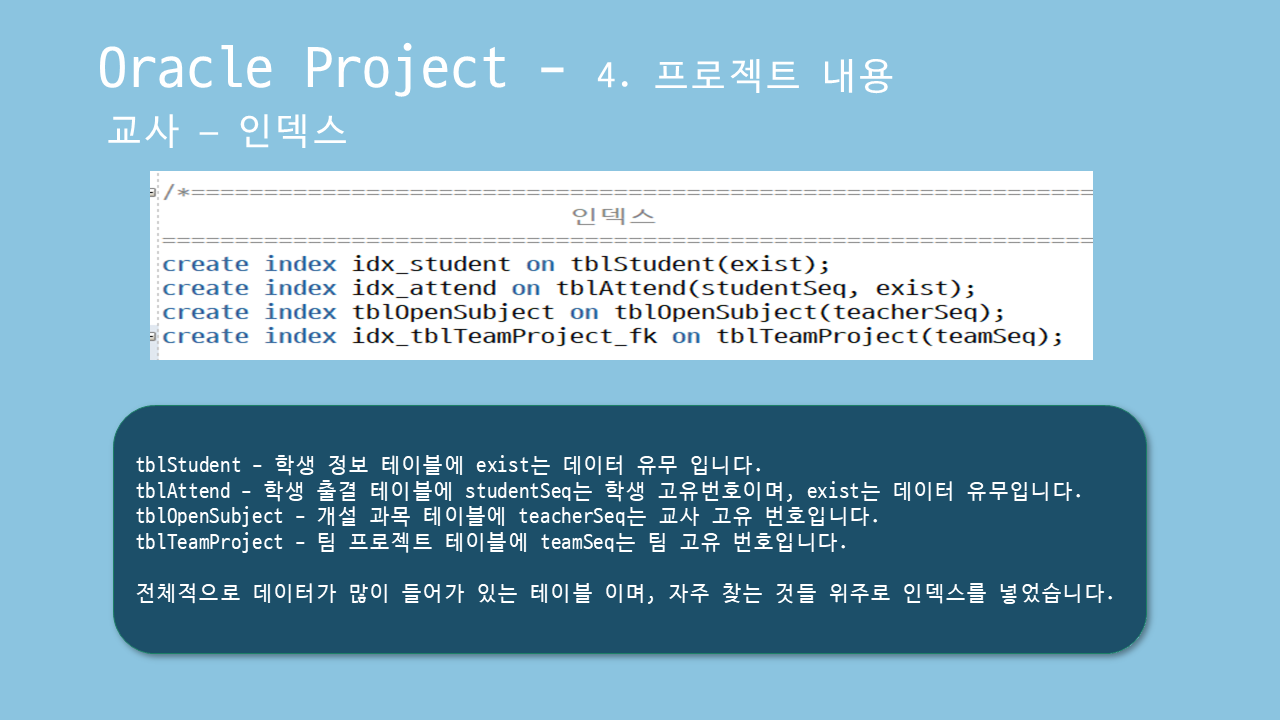 Oracle Project - 4. 프로젝트 내용
교사 – 인덱스
/*================================================================
인덱스
================================================================
create index idx_student on tblStudent(exist);
create index idx_attend on tblAttend(studentSeq, exist);
create index tblOpenSubject on tblOpenSubject(teacherSeq);
create index idx_tblTeamProject_fk on tblTeamProject(teamSeq);
tblStudent - 학생 정보 테이블에 exist는 데이터 유무 입니다.
tblAttend - 학생 출결 테이블에 studentSeq는 학생 고유번호이며, exist는 데이터 유무입니다.
tblOpenSubject - 개설 과목 테이블에 teacherSeq는 교사 고유 번호입니다.
tblTeamProject - 팀 프로젝트 테이블에 teamSeq는 팀 고유 번호입니다.
전체적으로 데이터가 많이 들어가 있는 테이블 이며, 자주 찾는 것들 위주로 인덱스를 넣었습니다.